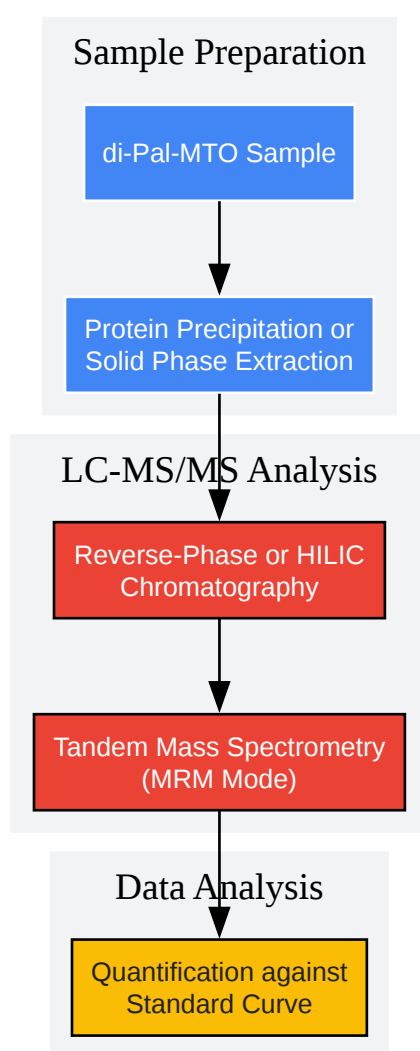 Sample Preparation
di-Pal-MTO Sample
Protein Precipitation or
Solid Phase Extraction
LC-MS/MS Analysis
Reverse-Phase or HILIC
Chromatography
Tandem Mass Spectrometry
(MRM Mode)
Data Analysis
Quantification against
Standard Curve